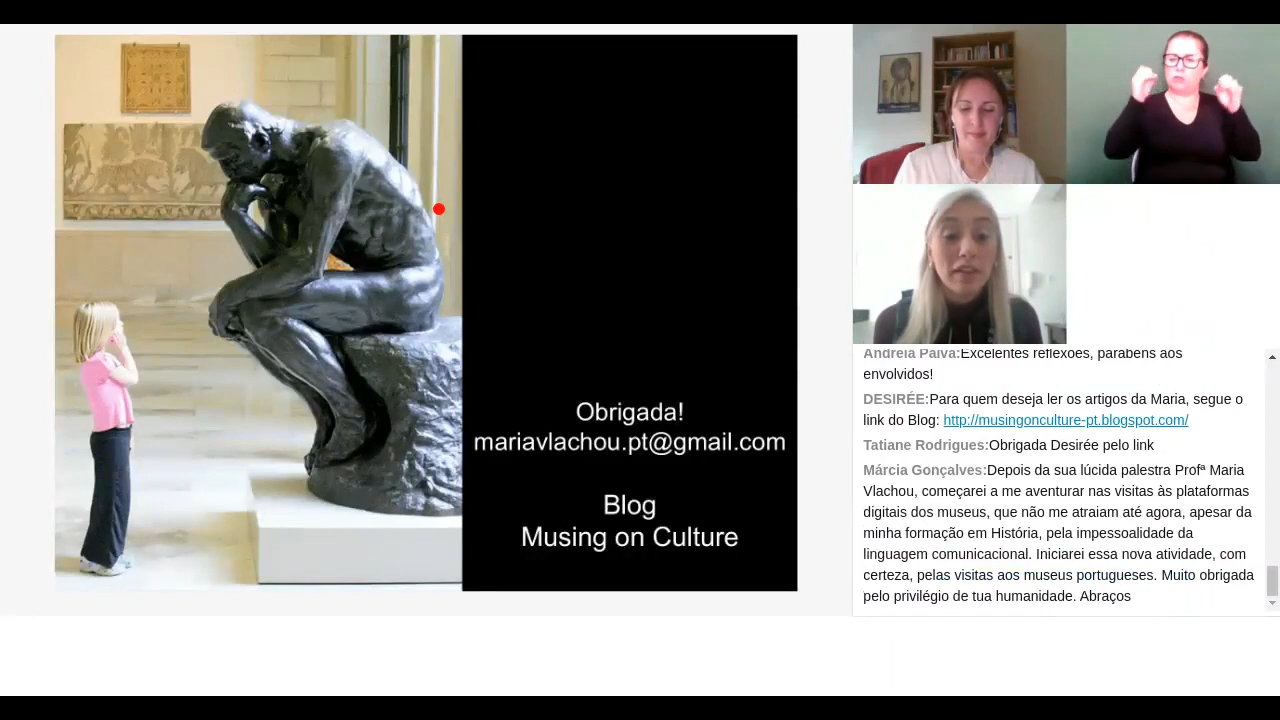 Obrigada!
mariavlachou.pt@gmail.com
Blog
Musing on Culture
Andreia Paiva:Excelentes reflexões, parabéns aos
envolvidos!
DESIRÉE:Para quem deseja ler os artigos da Maria, segue o
link do Blog: http://musingonculture-pt.blogspot.com/
Tatiane Rodrigues:Obrigada Desirée pelo link
Márcia Gonçalves:Depois da sua lúcida palestra Profª Maria
Vlachou, começarei a me aventurar nas visitas às plataformas
digitais dos museus, que não me atraiam até agora, apesar da
minha formação em História, pela impessoalidade da
linguagem comunicacional. Iniciarei essa nova atividade, com
certeza, pelas visitas aos museus portugueses. Muito obrigada
pelo privilégio de tua humanidade. Abraços